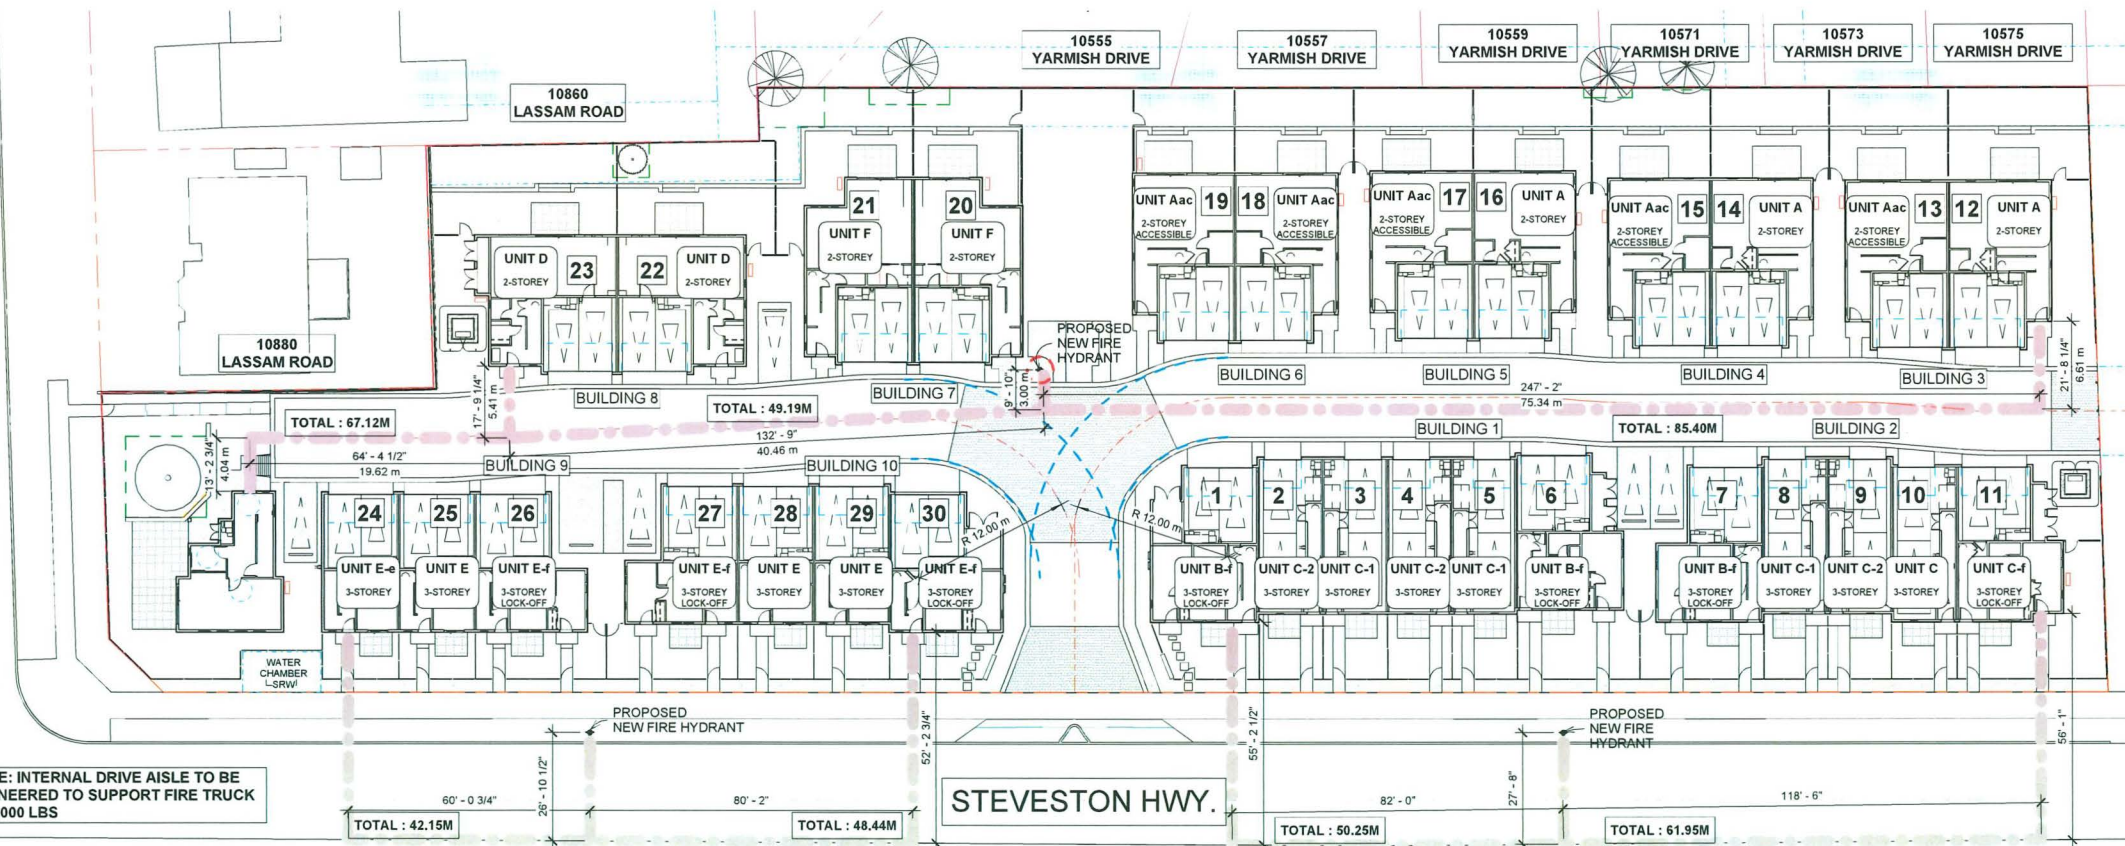 10555
YARMISH DRIVE
10557
YARMISH DRIVE
10559
YARMISH DRIVE
10571
YARMISH DRIVE
10573
YARMISH DRIVE
10575
YARMISH DRIVE
10860
LASSAM ROAD
10880
LASSAM ROAD
UNIT D
2-STOREY
23
22
UNIT D
2-STOREY
21
UNIT F
2-STOREY
20
UNIT F
2-STOREY
UNIT Aac
2-STOREY
ACCESSIBLE
19
18
UNIT Aac
2-STOREY
ACCESSIBLE
UNIT Aac
2-STOREY
ACCESSIBLE
17
16
UNIT A
2-STOREY
UNIT Aac
2-STOREY
ACCESSIBLE
15
14
UNIT A
2-STOREY
UNIT Aac
2-STOREY
ACCESSIBLE
13
12
UNIT A
2-STOREY
PROPOSED
NEW FIRE
HYDRANT
BUILDING 8
BUILDING 7
BUILDING 6
BUILDING 5
BUILDING 4
BUILDING 3
17' - 9 1/4"
5.41 m
9' - 10"
3.00 m
247' - 2"
75.34 m
21' - 8 1/4"
6.61 m
TOTAL : 67.12M
TOTAL : 49.19M
TOTAL : 85.40M
13' - 2 3/4"
4.04 m
64' - 4 1/2"
19.62 m
132' - 9"
40.46 m
BUILDING 9
BUILDING 10
BUILDING 1
BUILDING 2
24
25
26
27
28
29
30
1
2
3
4
5
6
7
8
9
10
11
R 12.00 m
R 12.00 m
UNIT E-e
3-STOREY
UNIT E
3-STOREY
UNIT E-f
3-STOREY
LOCK-OFF
UNIT E-f
3-STOREY
LOCK-OFF
UNIT E
3-STOREY
UNIT E
3-STOREY
UNIT E-f
3-STOREY
LOCK-OFF
UNIT B-f
3-STOREY
LOCK-OFF
UNIT C-2
3-STOREY
UNIT C-1
3-STOREY
UNIT C-2
3-STOREY
UNIT C-1
3-STOREY
UNIT B-f
3-STOREY
LOCK-OFF
UNIT B-f
3-STOREY
LOCK-OFF
UNIT C-1
3-STOREY
UNIT C-2
3-STOREY
UNIT C
3-STOREY
UNIT C-f
3-STOREY
LOCK-OFF
WATER
CHAMBER
SRW
PROPOSED
NEW FIRE HYDRANT
PROPOSED
NEW FIRE
HYDRANT
E: INTERNAL DRIVE AISLE TO BE
NEERED TO SUPPORT FIRE TRUCK
000 LBS
60' - 0 3/4"
26' - 10 1/2"
80' - 2"
52' - 2 3/4"
STEVESTON HWY.
55' - 2 1/2"
82' - 0"
27' - 8"
118' - 6"
56' - 1"
TOTAL : 42.15M
TOTAL : 48.44M
TOTAL : 50.25M
TOTAL : 61.95M